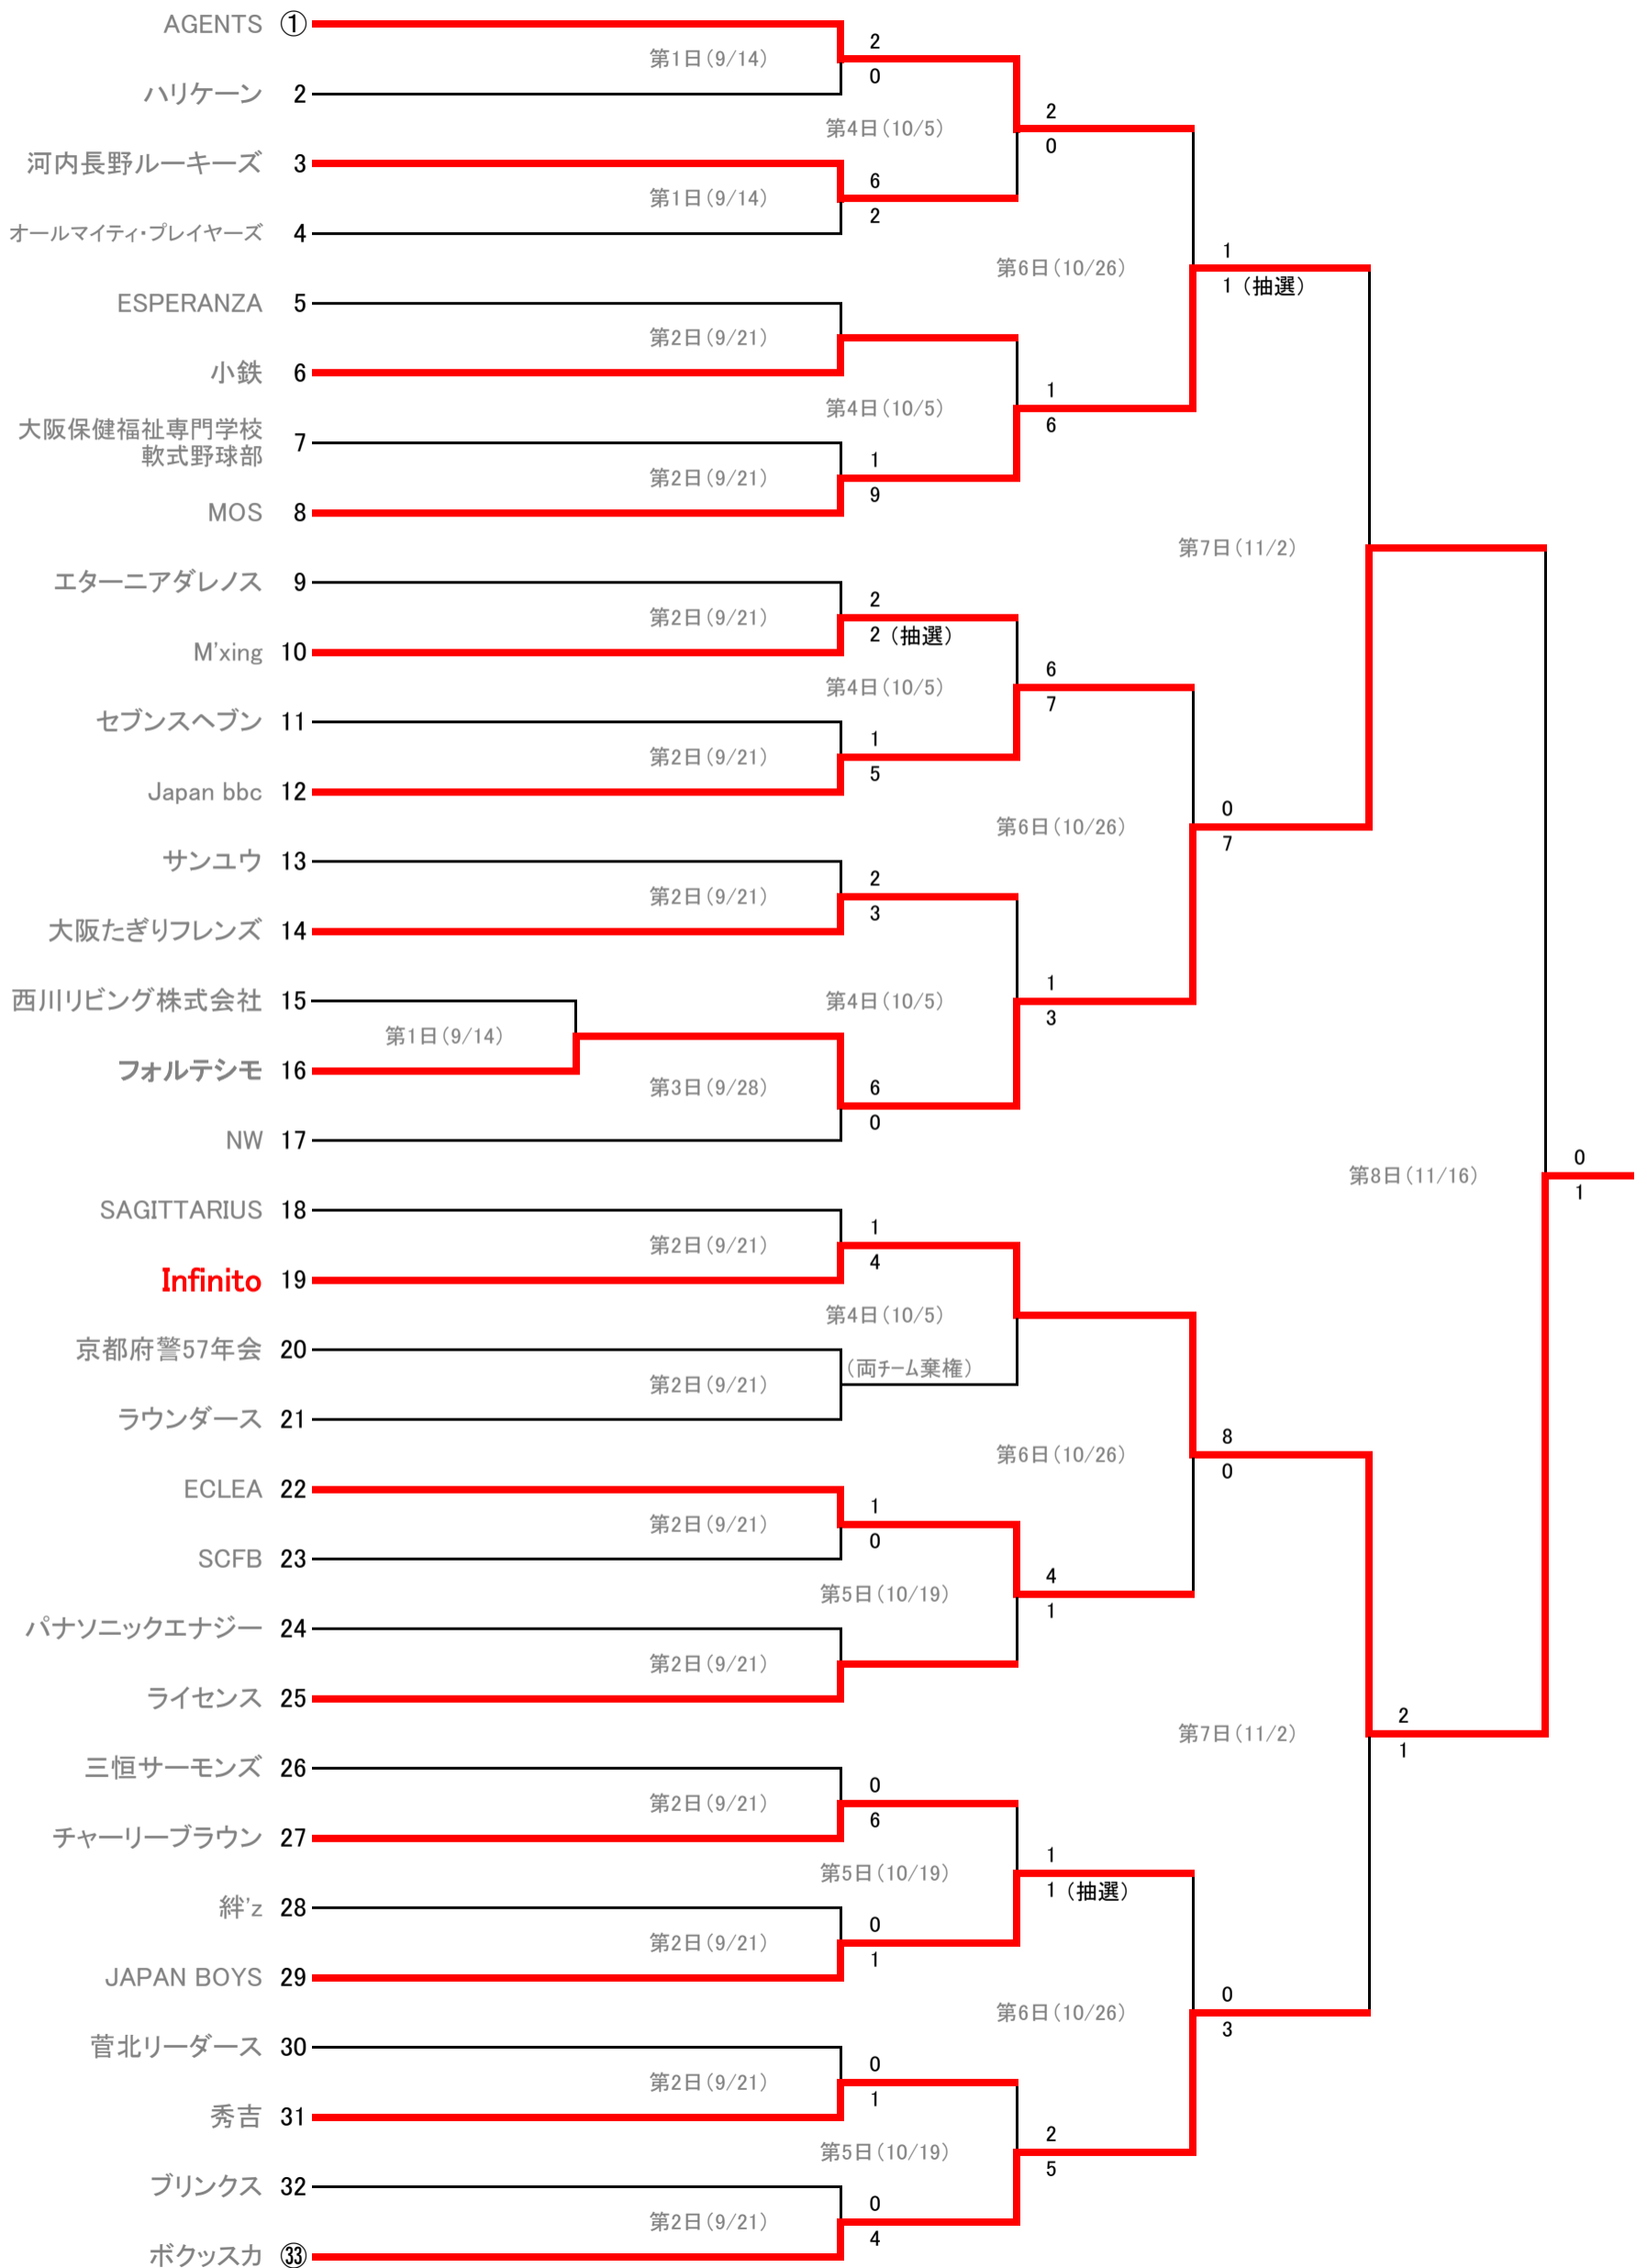 AGENTS ①
第1日(9/14)
2
0
ハリケーン 2
第4日(10/5)
2
0
河内長野ルーキーズ 3
第1日(9/14)
6
2
オールマイティ・プレイヤーズ 4
第6日(10/26)
1
1 (抽選)
ESPERANZA 5
第2日(9/21)
小鉄 6
第4日(10/5)
1
6
大阪保健福祉専門学校
軟式野球部 7
第2日(9/21)
1
9
MOS 8
第7日(11/2)
エターニアダレノス 9
第2日(9/21)
2
2 (抽選)
M'xing 10
第4日(10/5)
6
7
セブンスヘブン 11
第2日(9/21)
1
5
Japan bbc 12
第6日(10/26)
0
7
サンユウ 13
第2日(9/21)
2
3
大阪たぎりフレンズ 14
第4日(10/5)
1
3
西川リビング株式会社 15
第1日(9/14)
フォルテシモ 16
第3日(9/28)
6
0
NW 17
第8日(11/16)
0
1
SAGITTARIUS 18
第2日(9/21)
1
4
Infinito 19
第4日(10/5)
京都府警57年会 20
(両チーム棄権)
第2日(9/21)
ラウンダース 21
第6日(10/26)
8
0
ECLEA 22
第2日(9/21)
1
0
SCFB 23
第5日(10/19)
4
1
パナソニックエナジー 24
第2日(9/21)
ライセンス 25
第7日(11/2)
2
1
三恒サーモンズ 26
第2日(9/21)
0
6
チャーリーブラウン 27
第5日(10/19)
1
1 (抽選)
絆'z 28
第2日(9/21)
0
1
JAPAN BOYS 29
第6日(10/26)
0
3
菅北リーダース 30
第2日(9/21)
0
1
秀吉 31
第5日(10/19)
2
5
ブリンクス 32
第2日(9/21)
0
4
ボクッスカ ㉝